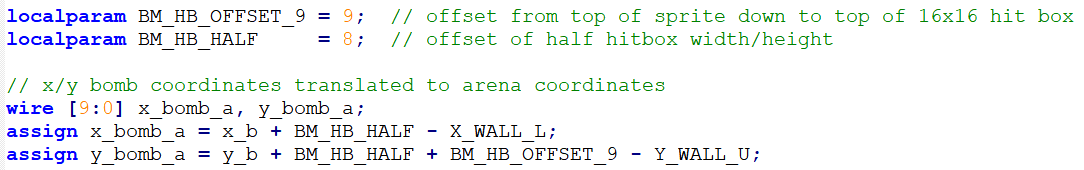 localparam BM_HB_OFFSET_9 = 9;  // offset from top of sprite down to top of 16x16 hit box
localparam BM_HB_HALF     = 8;  // offset of half hitbox width/height
// x/y bomb coordinates translated to arena coordinates
wire [9:0] x_bomb_a, y_bomb_a;
assign x_bomb_a = x_b + BM_HB_HALF - X_WALL_L;
assign y_bomb_a = y_b + BM_HB_HALF + BM_HB_OFFSET_9 - Y_WALL_U;